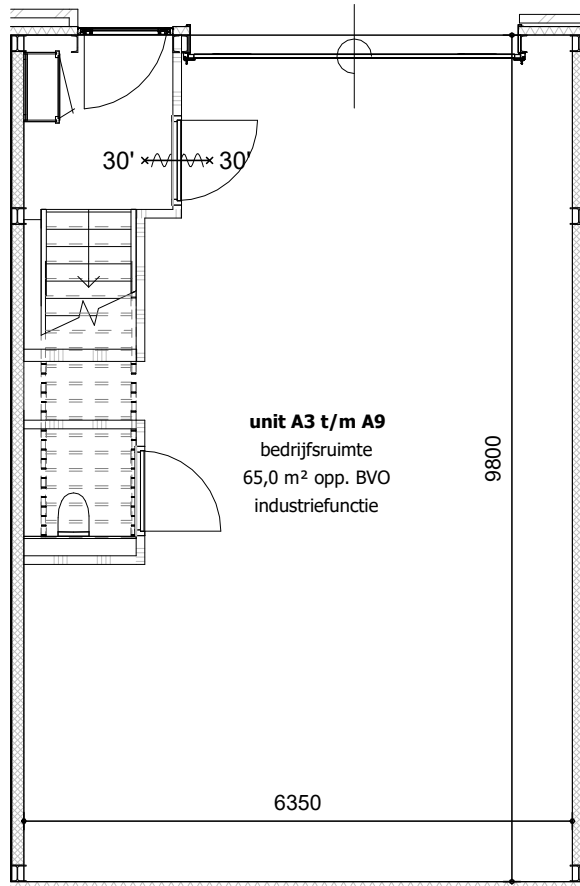 30' 30'
unit A3 t/m A9
bedrijfsruimte
65,0 m² opp. BVO
industriefunctie
9800
6350